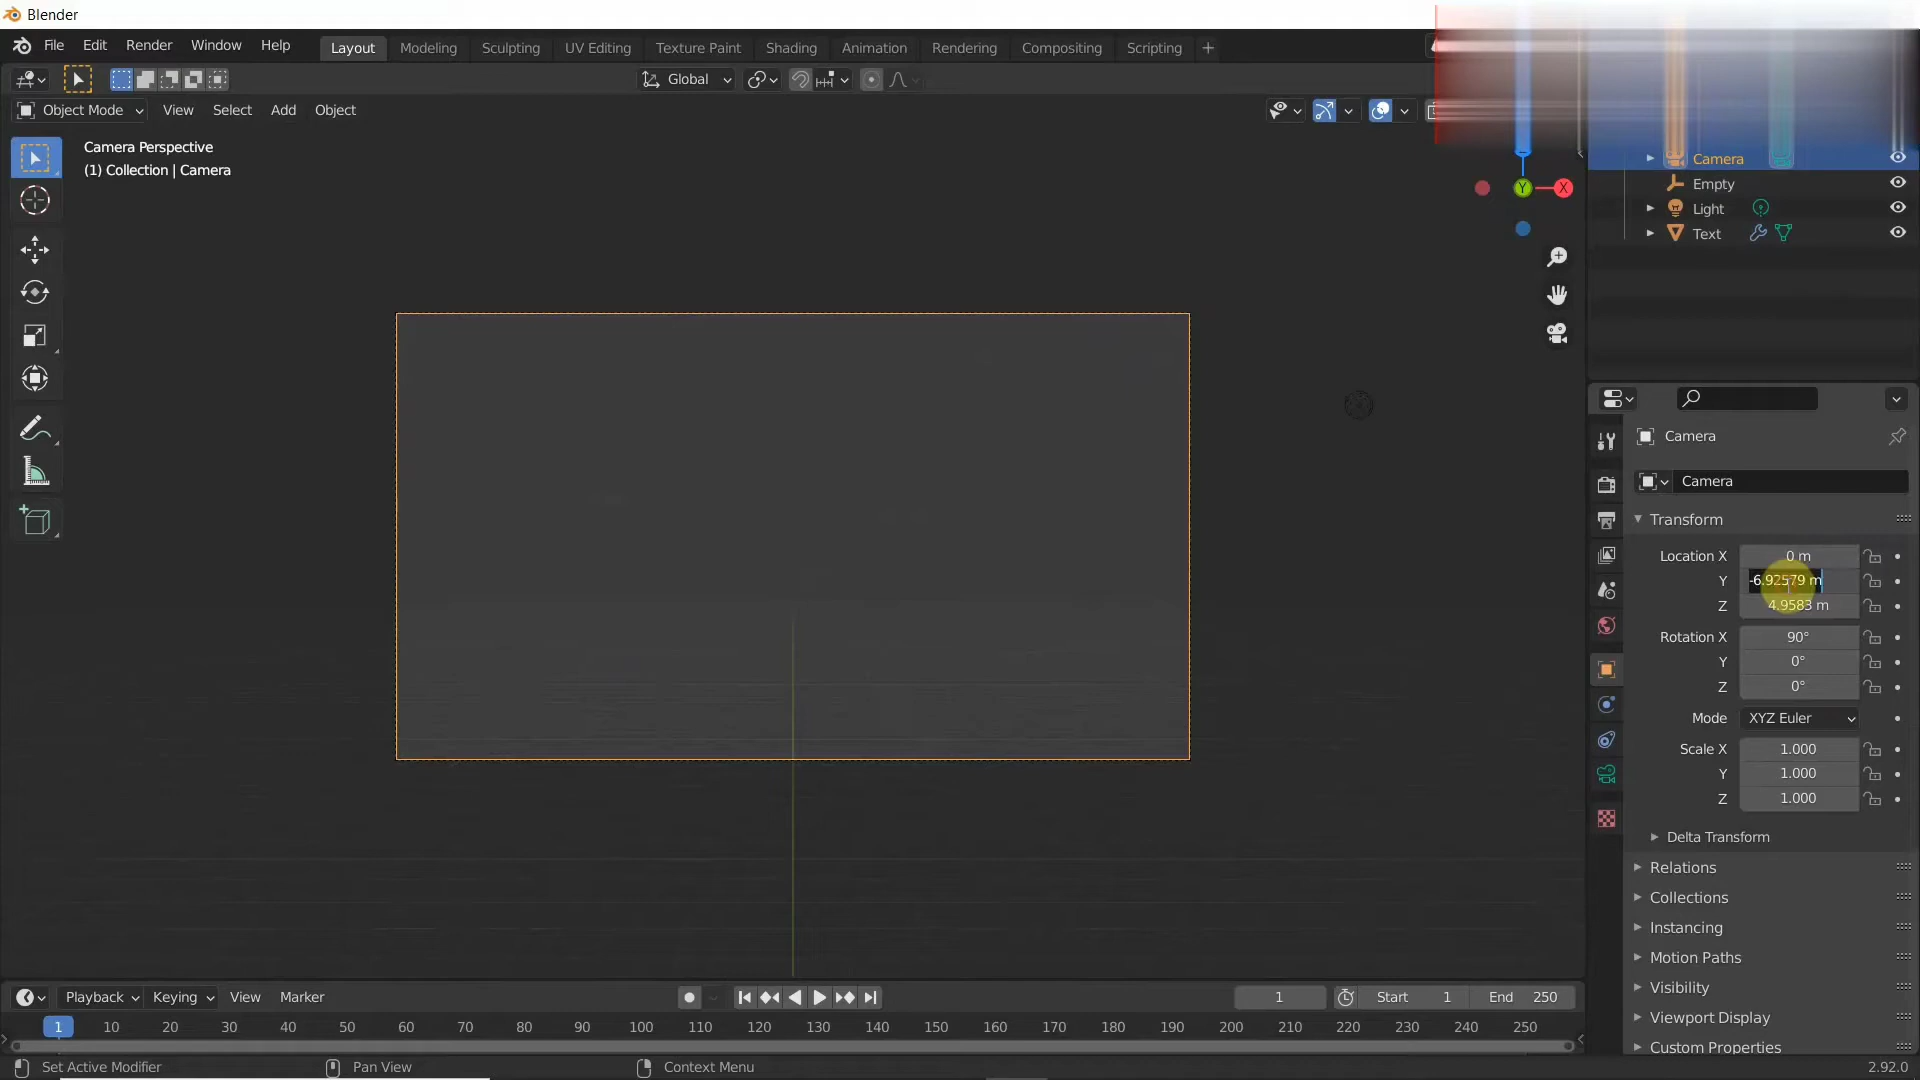 Blender
File Edit Render Window Help Layout Modeling Sculpting UV Editing Texture Paint Shading Animation Rendering Compositing Scripting +
Global
Object Mode View Select Add Object
Camera Perspective
(1) Collection | Camera
Y X
Camera
Empty
Light
Text
Camera
Camera
Transform
Location X 0 m
Y -6.92579 m
Z 4.9583 m
Rotation X 90°
Y 0°
Z 0°
Mode XYZ Euler
Scale X 1.000
Y 1.000
Z 1.000
Delta Transform
Relations
Collections
Instancing
Motion Paths
Visibility
Viewport Display
Custom Properties
Playback Keying View Marker 1 Start 1 End 250
1 10 20 30 40 50 60 70 80 90 100 110 120 130 140 150 160 170 180 190 200 210 220 230 240 250
Set Active Modifier Pan View Context Menu 2.92.0